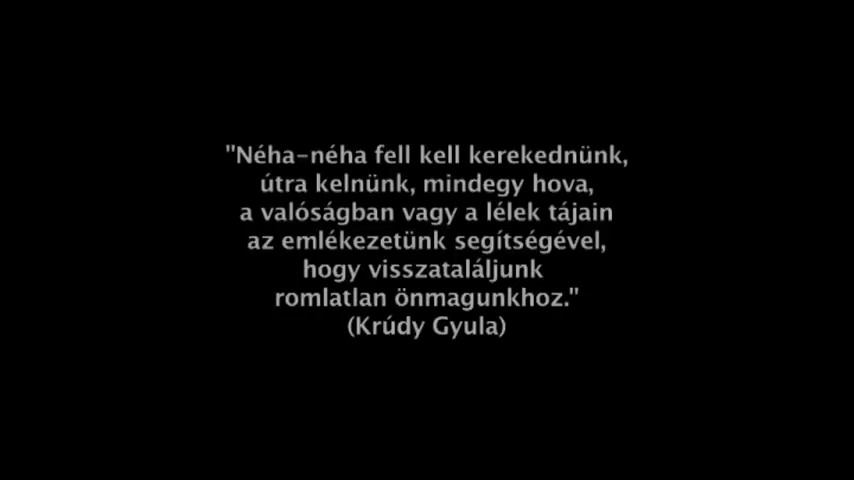 "Néha-néha fell kell kerekednünk,
útra kelnünk, mindegy hova,
a valóságban vagy a lélek tájain
az emlékezetünk segítségével,
hogy visszataláljunk
romlatlan önmagunkhoz."
(Krúdy Gyula)